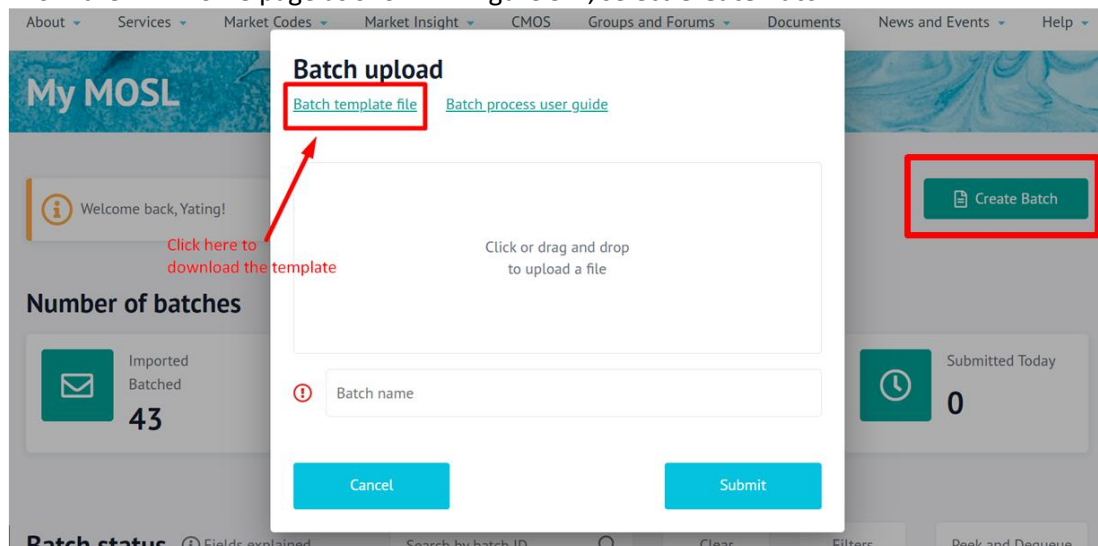 About Services Market Codes Market Insight CMOS Groups and Forums Documents News and Events Help
My MOSL
Batch upload
Batch template file Batch process user guide
Welcome back, Yating!
Create Batch
Click here to
download the template
Click or drag and drop
to upload a file
Number of batches
Imported
Batched
43
Submitted Today
0
Batch name
Cancel Submit
Batch status Fields explained Search by batch ID Clear Filters Peek and Dequeue